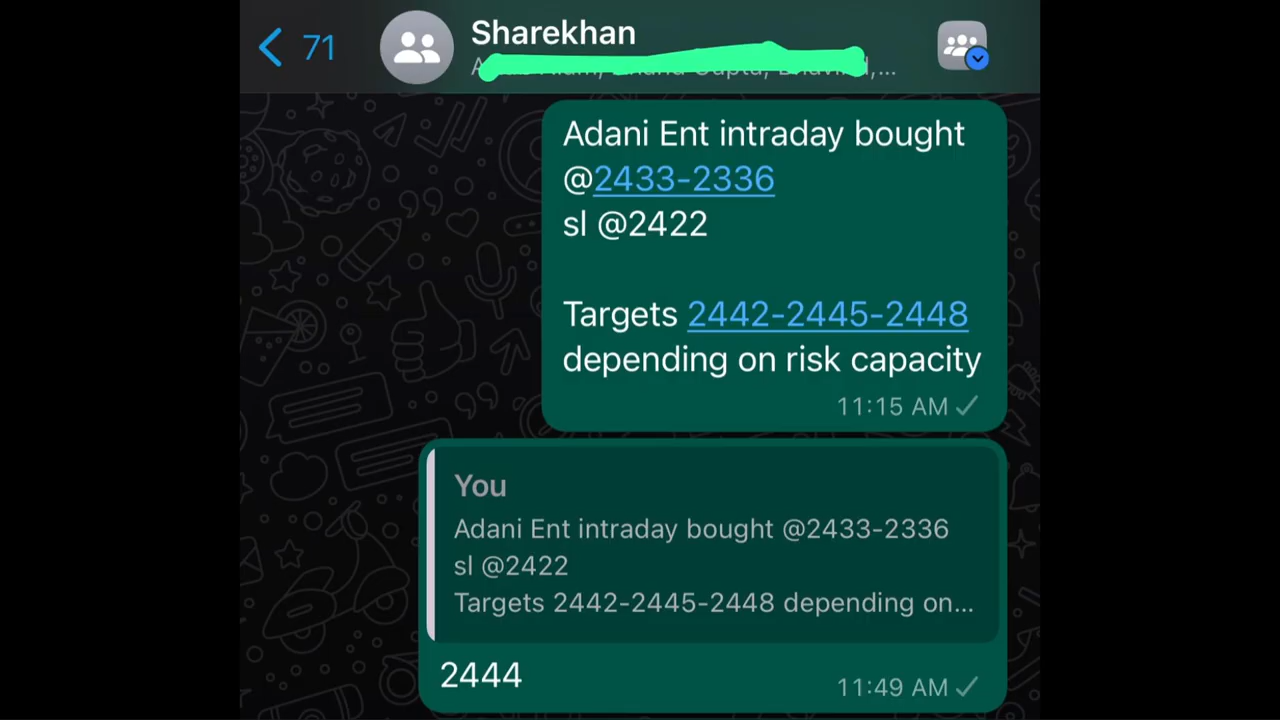 71
Sharekhan
Adani Ent intraday bought
@2433-2336
sl @2422
Targets 2442-2445-2448
depending on risk capacity
11:15 AM
You
Adani Ent intraday bought @2433-2336
sl @2422
Targets 2442-2445-2448 depending on...
2444
11:49 AM